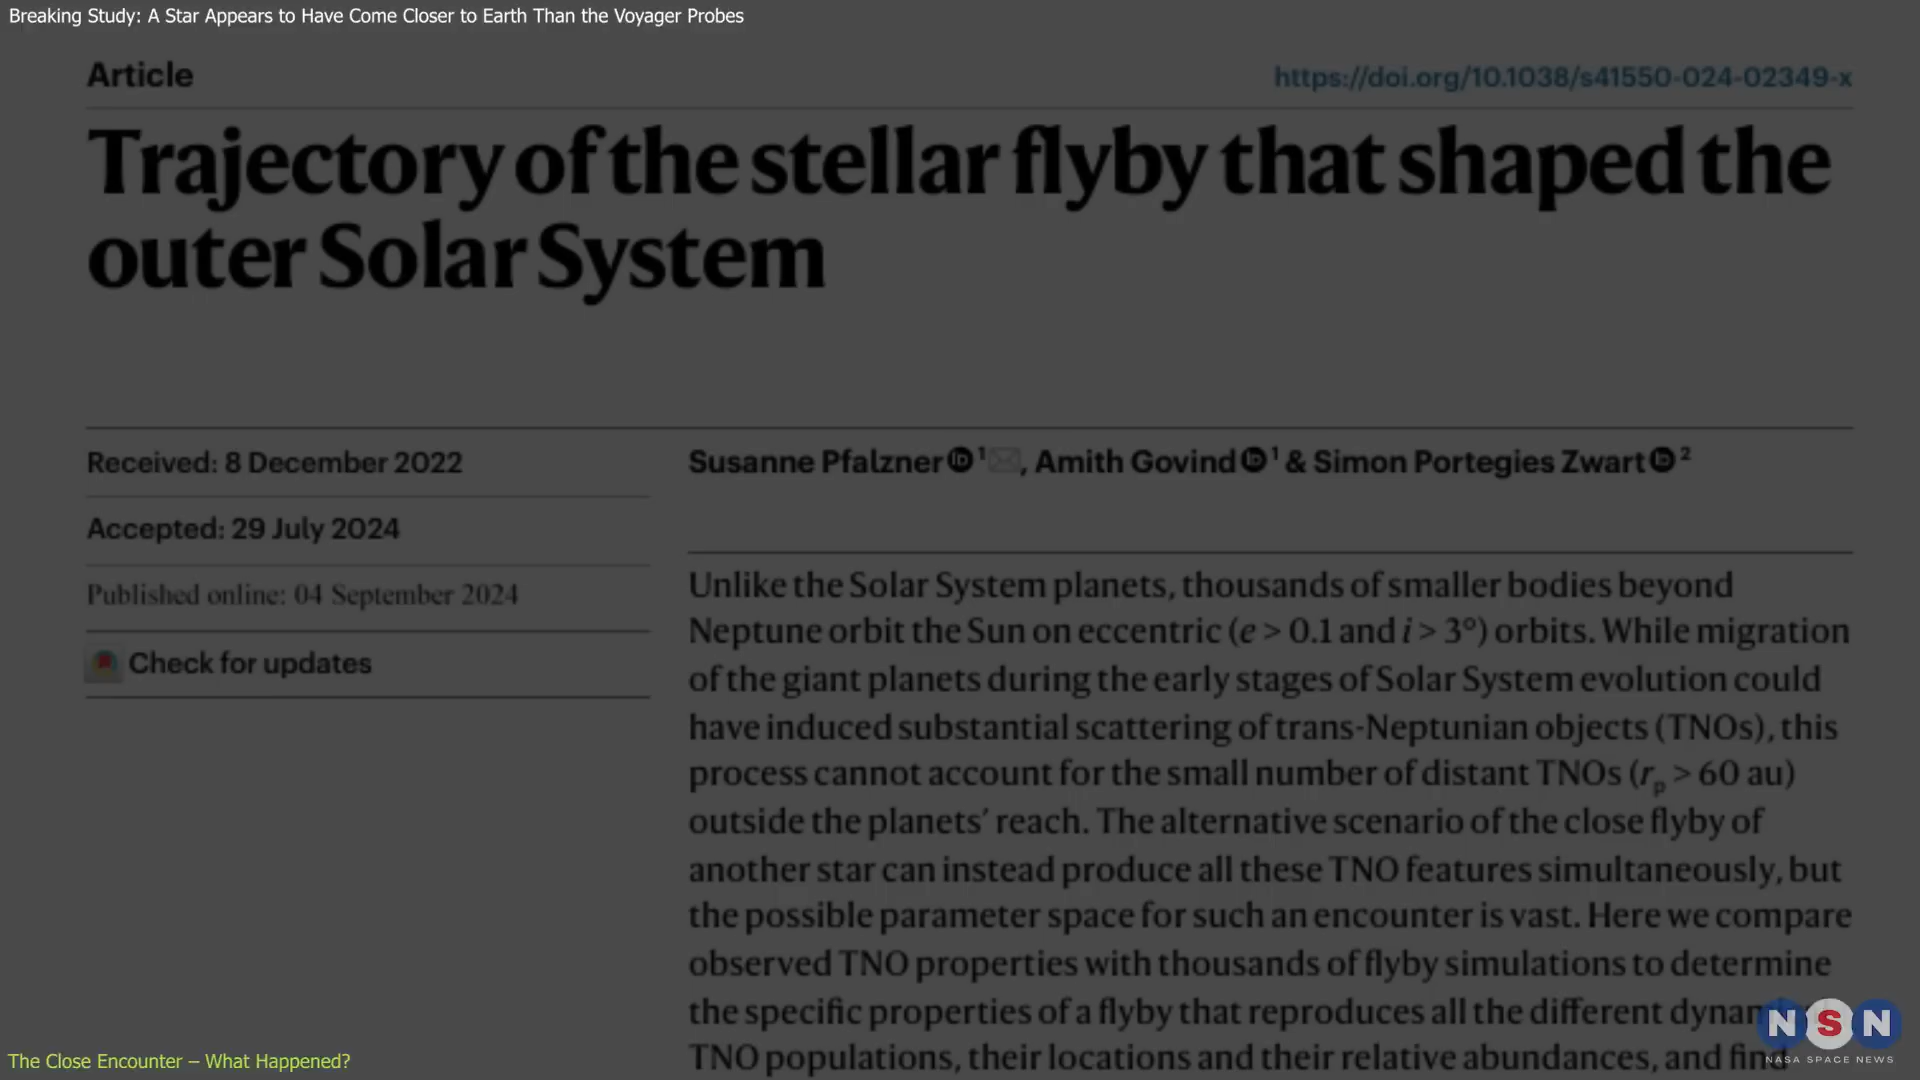 Breaking Study: A Star Appears to Have Come Closer to Earth Than the Voyager Probes
Article
https://doi.org/10.1038/s41550-024-02349-x
Trajectory of the stellar flyby that shaped the
outer Solar System
Received: 8 December 2022
Accepted: 29 July 2024
Published online: 04 September 2024
Check for updates
Susanne Pfalzner iD 1, Amith Govind iD 1 & Simon Portegies Zwart iD 2
Unlike the Solar System planets, thousands of smaller bodies beyond
Neptune orbit the Sun on eccentric (e > 0.1 and i > 3°) orbits. While migration
of the giant planets during the early stages of Solar System evolution could
have induced substantial scattering of trans-Neptunian objects (TNOs), this
process cannot account for the small number of distant TNOs (rp > 60 au)
outside the planets’ reach. The alternative scenario of the close flyby of
another star can instead produce all these TNO features simultaneously, but
the possible parameter space for such an encounter is vast. Here we compare
observed TNO properties with thousands of flyby simulations to determine
the specific properties of a flyby that reproduces all the different
TNO populations, their locations and their relative abundances, and find
NSN
NASA SPACE NEWS
The Close Encounter – What Happened?